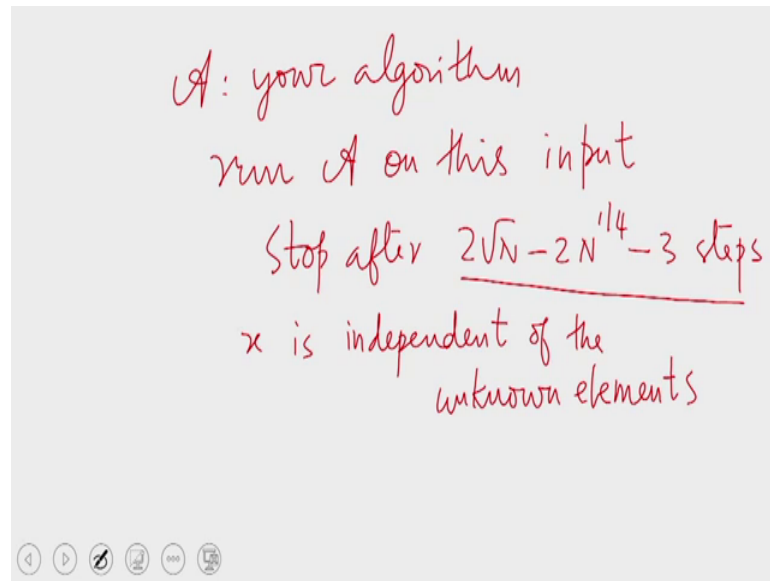 A: your algorithm
run A on this input
Stop after 2√N - 2N^1/4 - 3 steps
x is independent of the
unknown elements